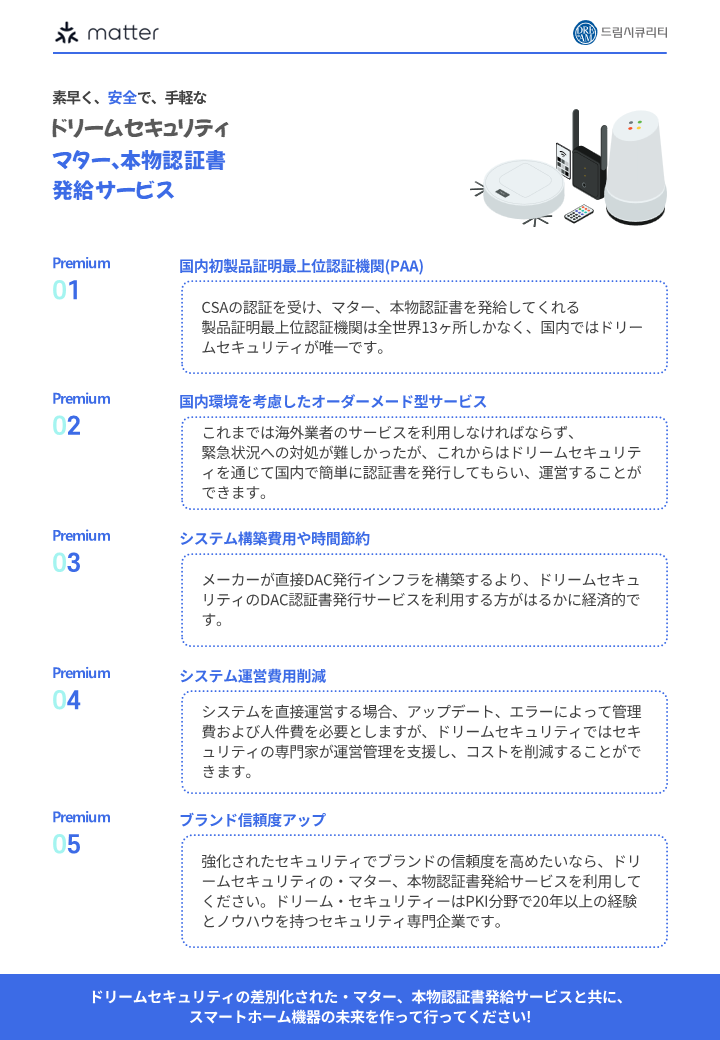 matter
DRE
AM
드림시큐리티
素早く、安全で、手軽な
ドリームセキュリティ
マター、本物認証書
発給サービス
Premium
01
国内初製品証明最上位認証機関(PAA)
CSAの認証を受け、マター、本物認証書を発給してくれる
製品証明最上位認証機関は全世界13ヶ所しかなく、国内ではドリー
ムセキュリティが唯一です。
Premium
02
国内環境を考慮したオーダーメード型サービス
これまでは海外業者のサービスを利用しなければならず、
緊急状況への対処が難しかったが、これからはドリームセキュリテ
ィを通じて国内で簡単に認証書を発行してもらい、運営することが
できます。
Premium
03
システム構築費用や時間節約
メーカーが直接DAC発行インフラを構築するより、ドリームセキュ
リティのDAC認証書発行サービスを利用する方がはるかに経済的で
す。
Premium
04
システム運営費用削減
システムを直接運営する場合、アップデート、エラーによって管理
費および人件費を必要としますが、ドリームセキュリティではセキ
ュリティの専門家が運営管理を支援し、コストを削減することがで
きます。
Premium
05
ブランド信頼度アップ
強化されたセキュリティでブランドの信頼度を高めたいなら、ドリ
ームセキュリティの・マター、本物認証書発給サービスを利用して
ください。ドリーム・セキュリティーはPKI分野で20年以上の経験
とノウハウを持つセキュリティ専門企業です。
ドリームセキュリティの差別化された・マター、本物認証書発給サービスと共に、
スマートホーム機器の未来を作って行ってください!